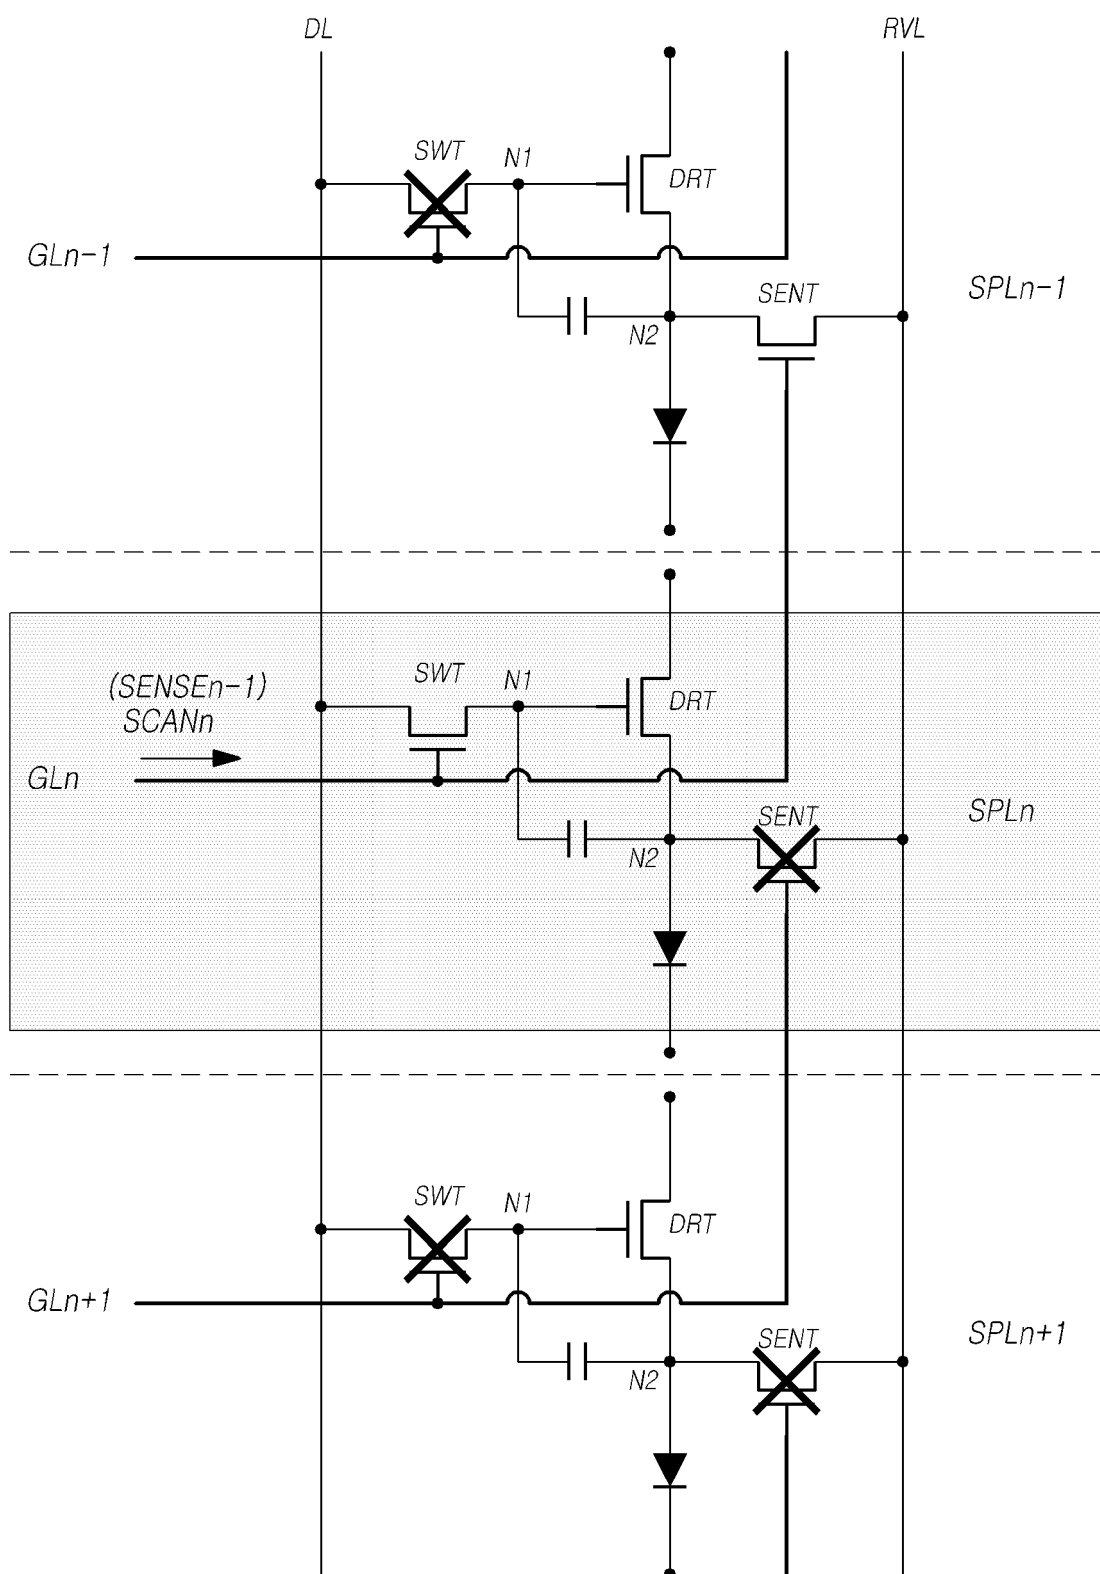 DL
RVL
SWT
N1
DRT
GLn-1
SENT
SPLn-1
N2
(SENSEn-1)
SCANn
SWT
N1
DRT
GLn
SENT
SPLn
N2
SWT
N1
DRT
GLn+1
SENT
SPLn+1
N2